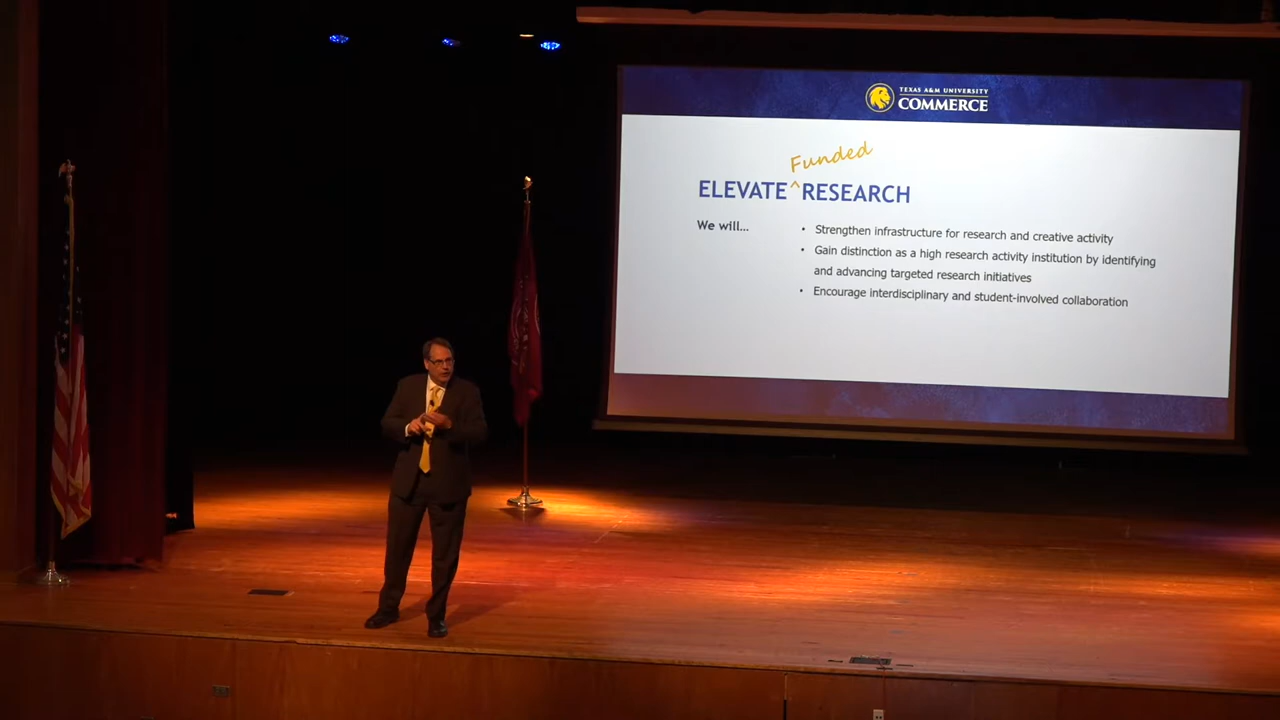 TEXAS A&M UNIVERSITY
COMMERCE
Funded
ELEVATE ^ RESEARCH
We will...
• Strengthen infrastructure for research and creative activity
• Gain distinction as a high research activity institution by identifying
and advancing targeted research initiatives
• Encourage interdisciplinary and student-involved collaboration